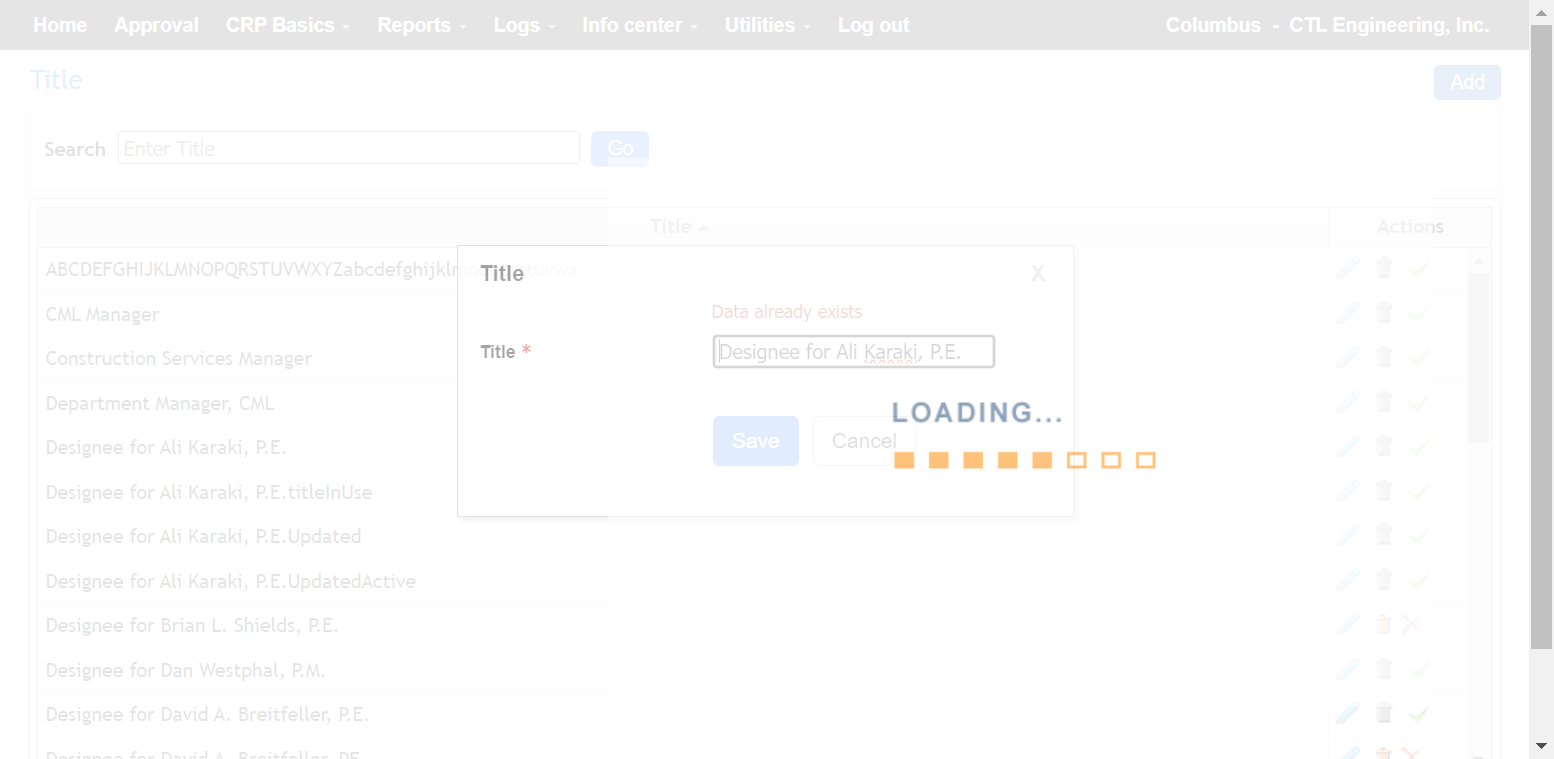 Home Approval CRP Basics Reports Logs Info center Utilities Log out Columbus - CTL Engineering, Inc.
Title Add
Search Enter Title Go
Title Actions
ABCDEFGHIJKLMNOPQRSTUVWXYZabcdefghijklmn tuvwx
Title X
Data already exists
Title * Designee for Ali Karaki, P.E.
Save Cancel
LOADING...
CML Manager
Construction Services Manager
Department Manager, CML
Designee for Ali Karaki, P.E.
Designee for Ali Karaki, P.E.titleInUse
Designee for Ali Karaki, P.E.Updated
Designee for Ali Karaki, P.E.UpdatedActive
Designee for Brian L. Shields, P.E.
Designee for Dan Westphal, P.M.
Designee for David A. Breitfeller, P.E.
Designee for David A. Breitfeller, PE